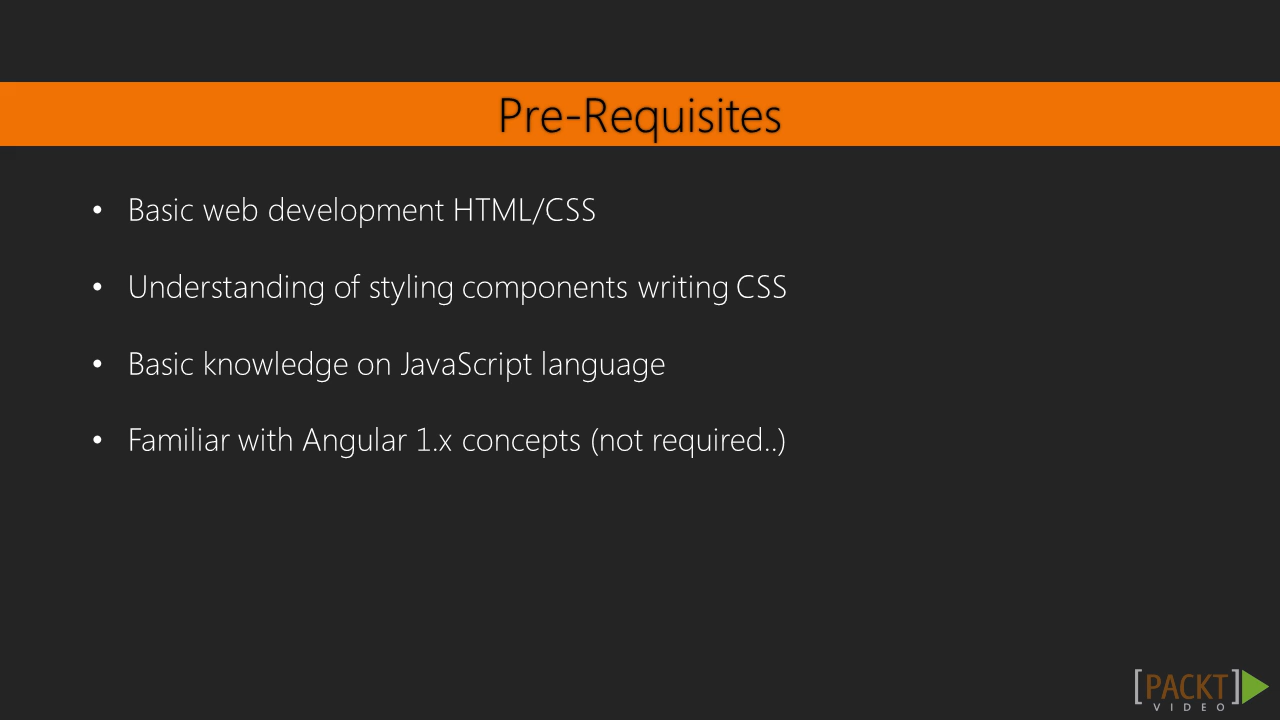 Pre-Requisites
• Basic web development HTML/CSS
• Understanding of styling components writing CSS
• Basic knowledge on JavaScript language
• Familiar with Angular 1.x concepts (not required..)
[PACKT]
VIDEO